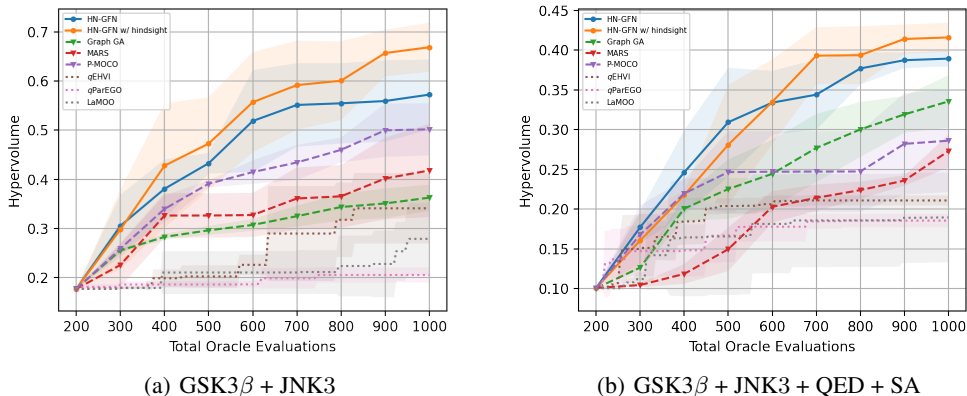 HN-GFN
HN-GFN w/ hindsight
Graph GA
MARS
P-MOCO
qEHVI
qParEGO
LaMOO
0.7
0.6
0.5
0.4
0.3
0.2
Hypervolume
200 300 400 500 600 700 800 900 1000
Total Oracle Evaluations
(a) GSK3β + JNK3
HN-GFN
HN-GFN w/ hindsight
Graph GA
MARS
P-MOCO
qEHVI
qParEGO
LaMOO
0.45
0.40
0.35
0.30
0.25
0.20
0.15
0.10
Hypervolume
200 300 400 500 600 700 800 900 1000
Total Oracle Evaluations
(b) GSK3β + JNK3 + QED + SA